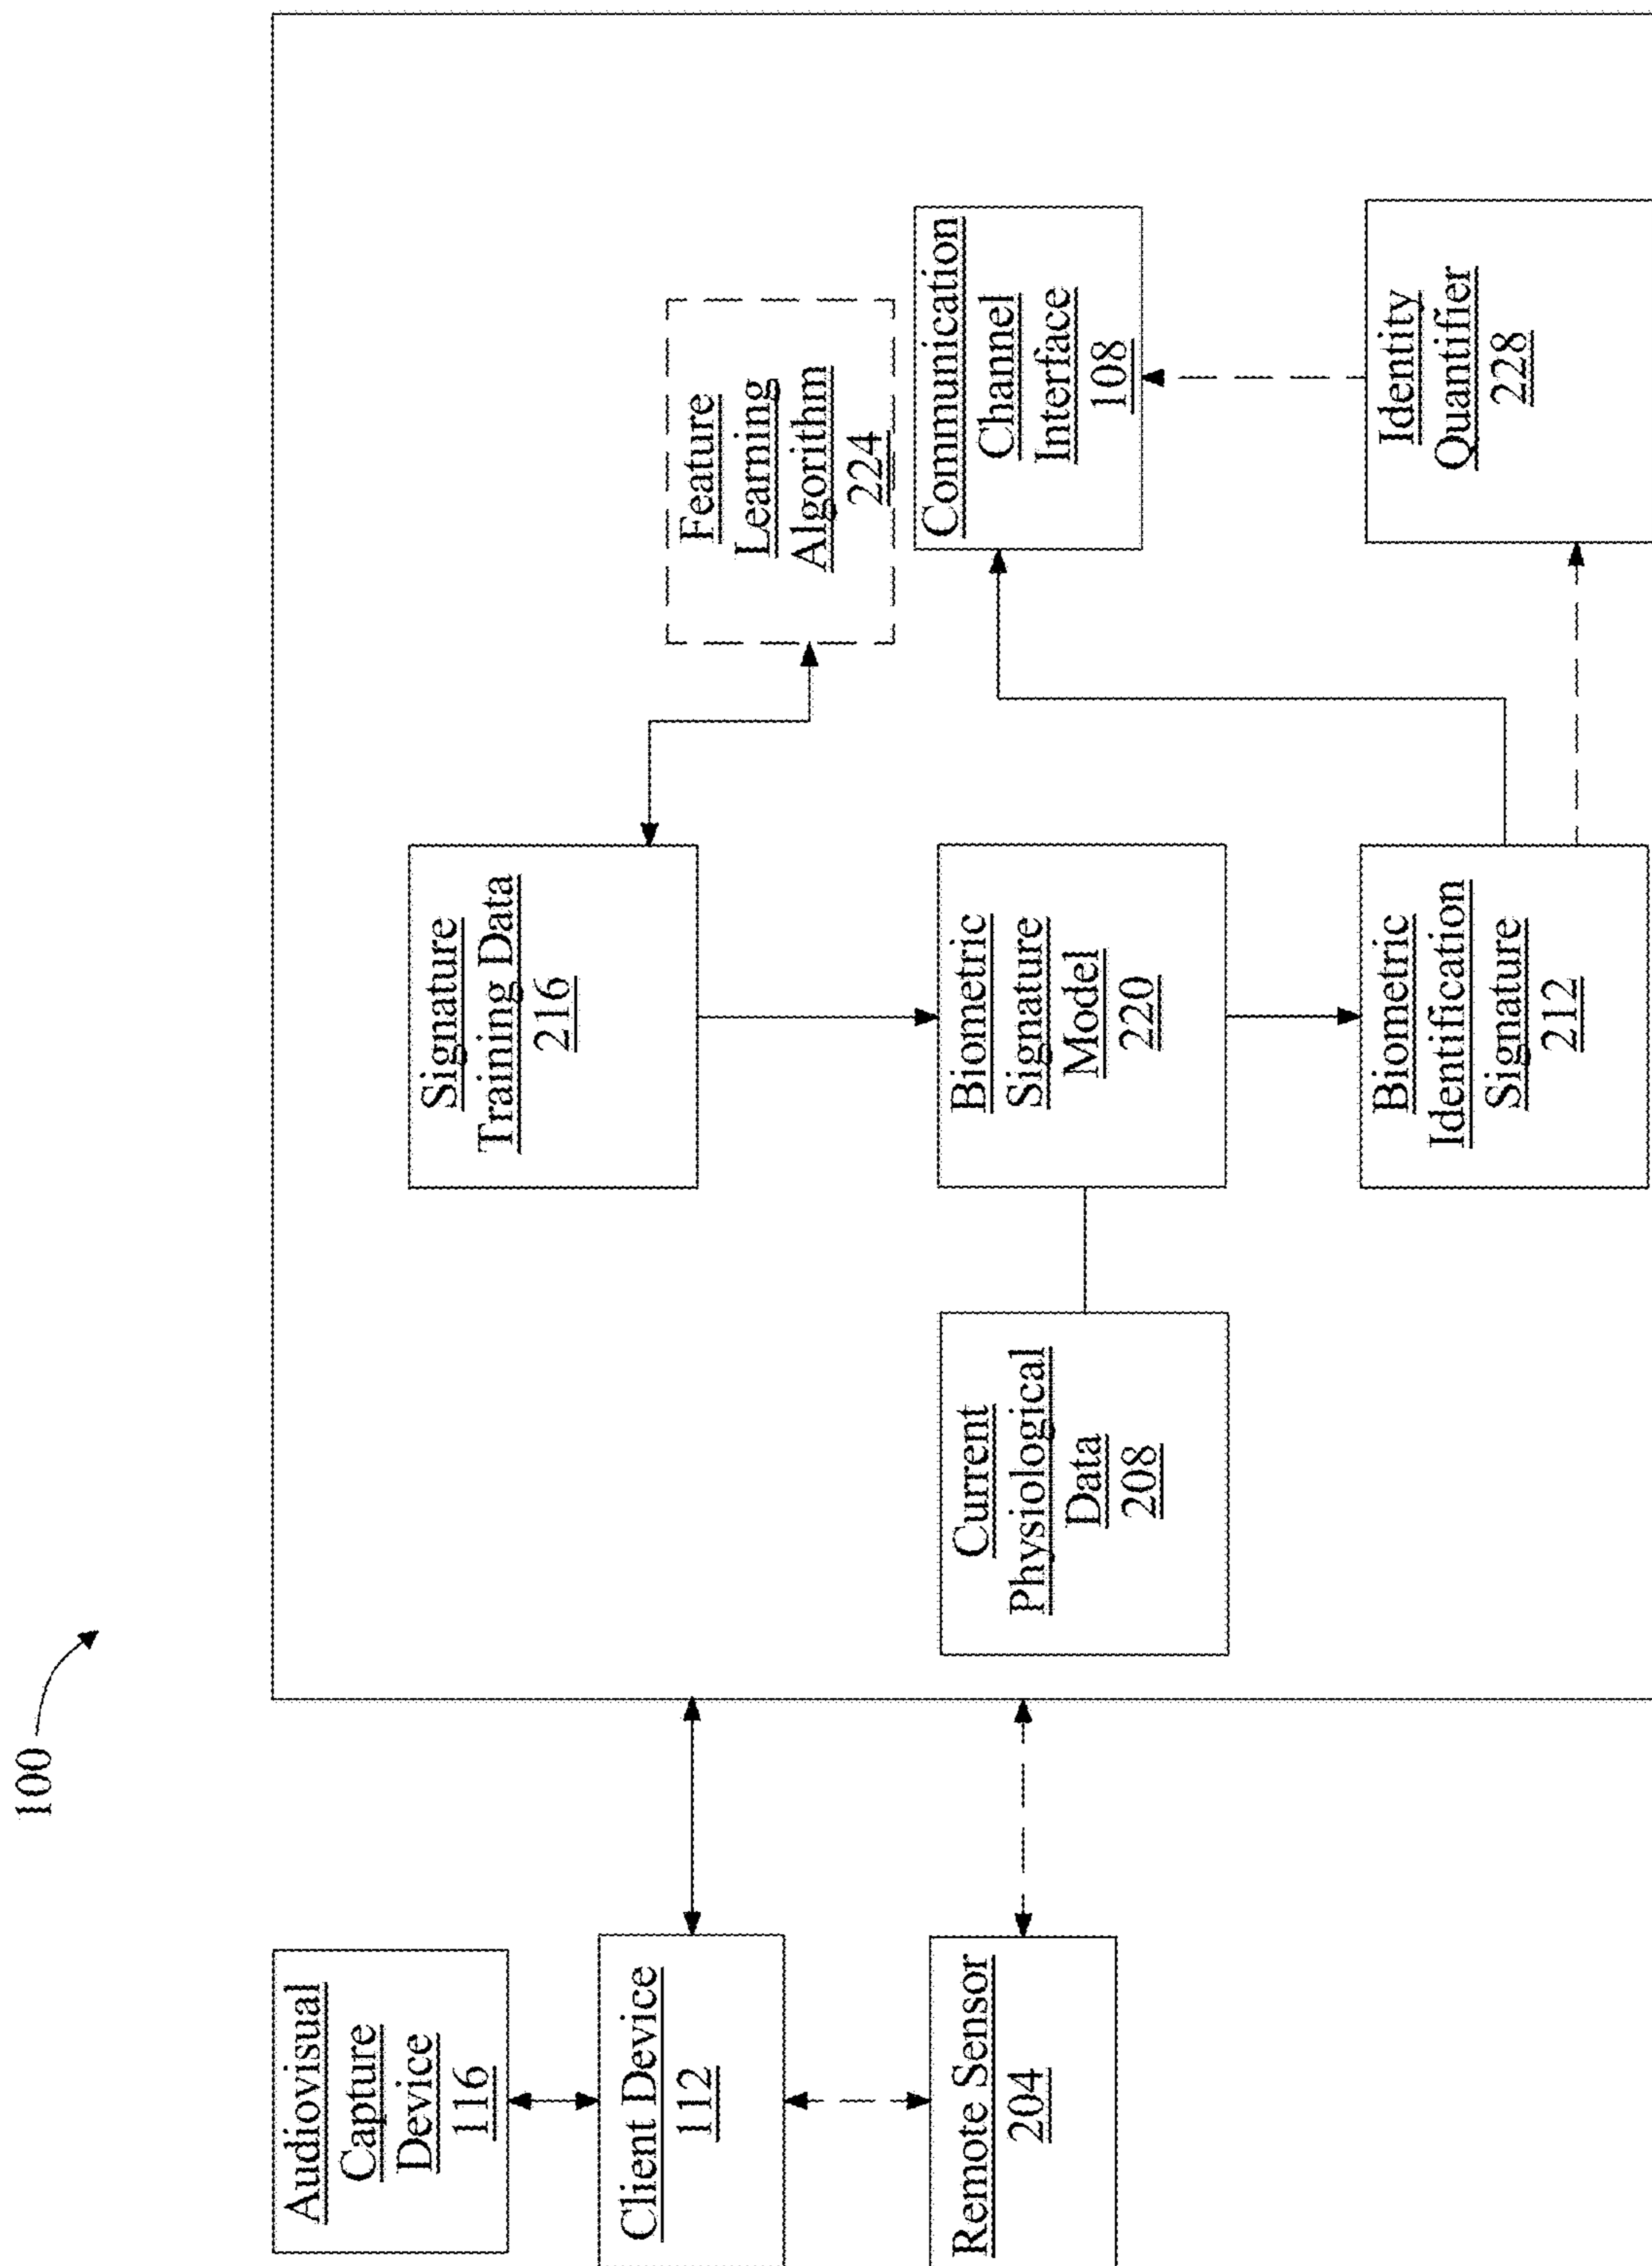 100
Audiovisual
Capture
Device
116
Client Device
112
Remote Sensor
204
Signature
Training Data
216
Feature
Learning
Algorithm
224
Current
Physiological
Data
208
Biometric
Signature
Model
220
Communication
Channel
Interface
108
Biometric
Identification
Signature
212
Identity
Quantifier
228